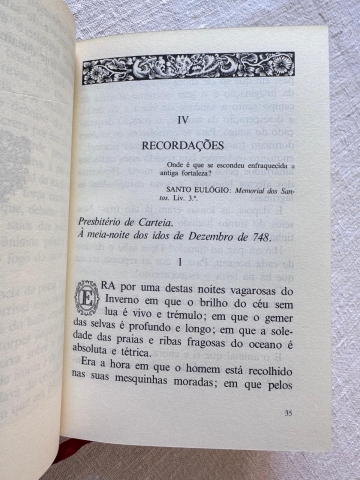 IV
RECORDAÇÕES
Onde é que se escondeu enfraquecida a
antiga fortaleza?
SANTO EULÓGIO: Memorial dos San-
tos. Liv. 3.º.
Presbitério de Carteia.
À meia-noite dos idos de Dezembro de 748.
I
ERA por uma destas noites vagarosas do
Inverno em que o brilho do céu sem
lua é vivo e trémulo; em que o gemer
das selvas é profundo e longo; em que a sole-
dade das praias e ribas fragosas do oceano é
absoluta e tétrica.
Era a hora em que o homem está recolhido
nas suas mesquinhas moradas; em que pelos
35